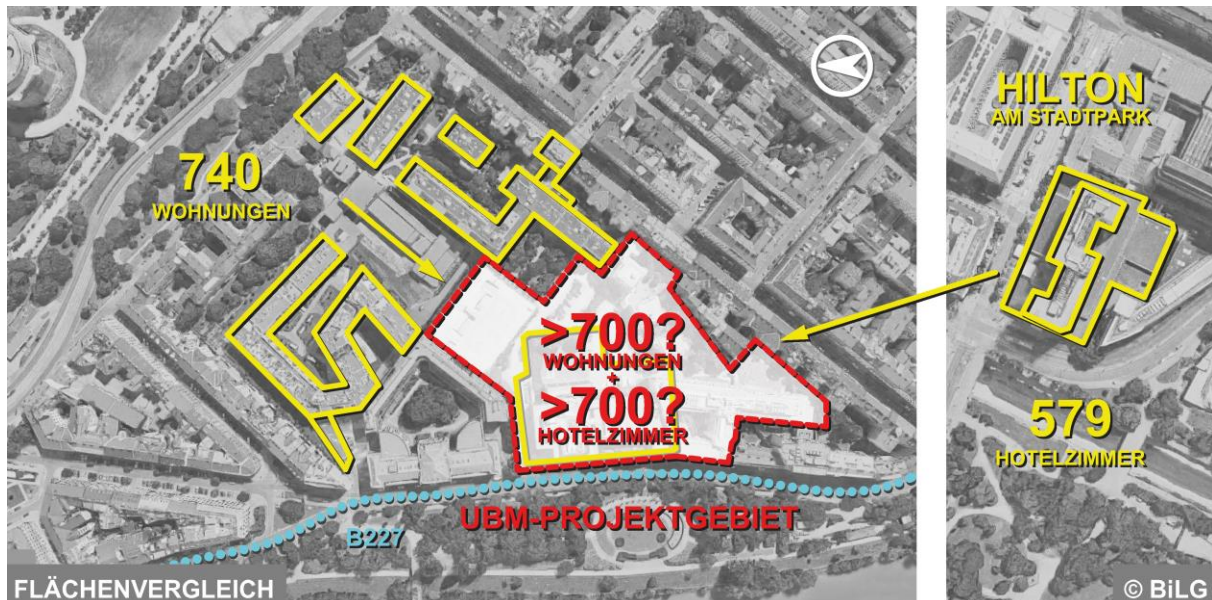 740
WOHNUNGEN
>700?
WOHNUNGEN
+
>700?
HOTELZIMMER
UBM-PROJEKTGEBIET
B227
FLÄCHENVERGLEICH
HILTON
AM STADTPARK
579
HOTELZIMMER
© BiLG